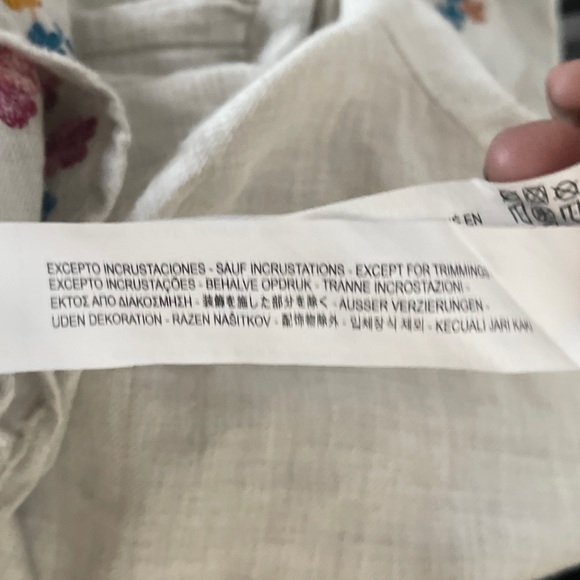 É EN
EXCEPTO INCRUSTACIONES - SAUF INCRUSTATIONS - EXCEPT FOR TRIMMINGS
EXCEPTO INCRUSTAÇÕES - BEHALVE OPDRUK - TRANNE INCROSTAZIONI -
ΕΚΤΟΣ ΑΠΟ ΔΙΑΚΟΣΜΗΣΗ - 装飾を施した部分を除く - AUSSER VERZIERUNGEN -
UDEN DEKORATION - RAZEN NAŠITKOV - 配饰物除外 - 입체장식 제외 - KECUALI JARI KAKI